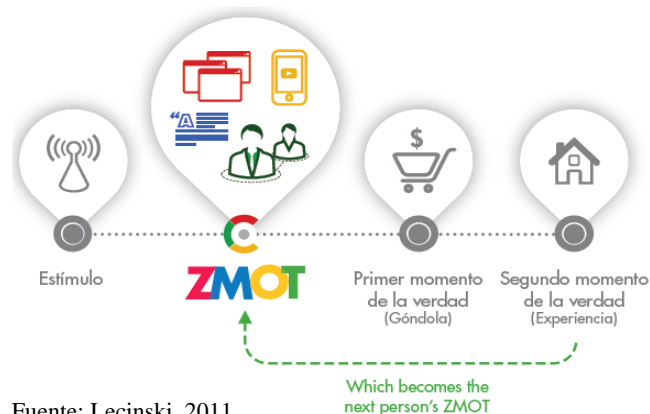 “A
$
Estímulo
ZMOT
Primer momento
de la verdad
(Góndola)
Segundo momento
de la verdad
(Experiencia)
Which becomes the
next person's ZMOT
Fuente: Lecinski, 2011